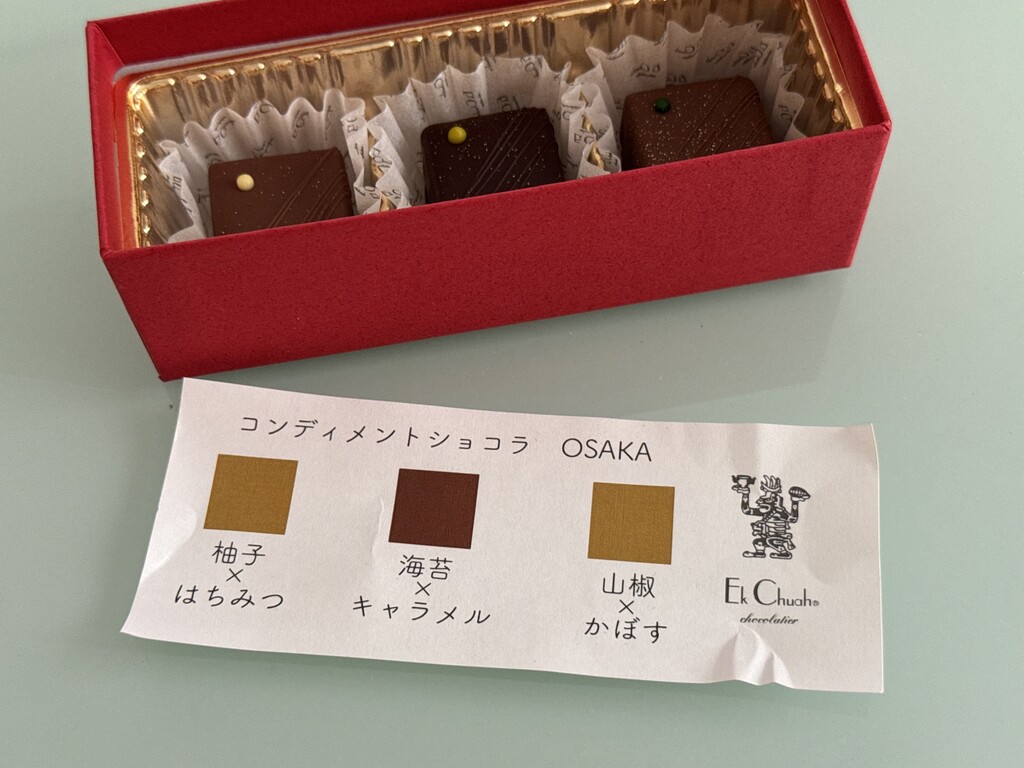 コンディメントショコラ　OSAKA
柚子
×
はちみつ
海苔
×
キャラメル
山椒
×
かぼす
Ek Chuah®
chocolatier